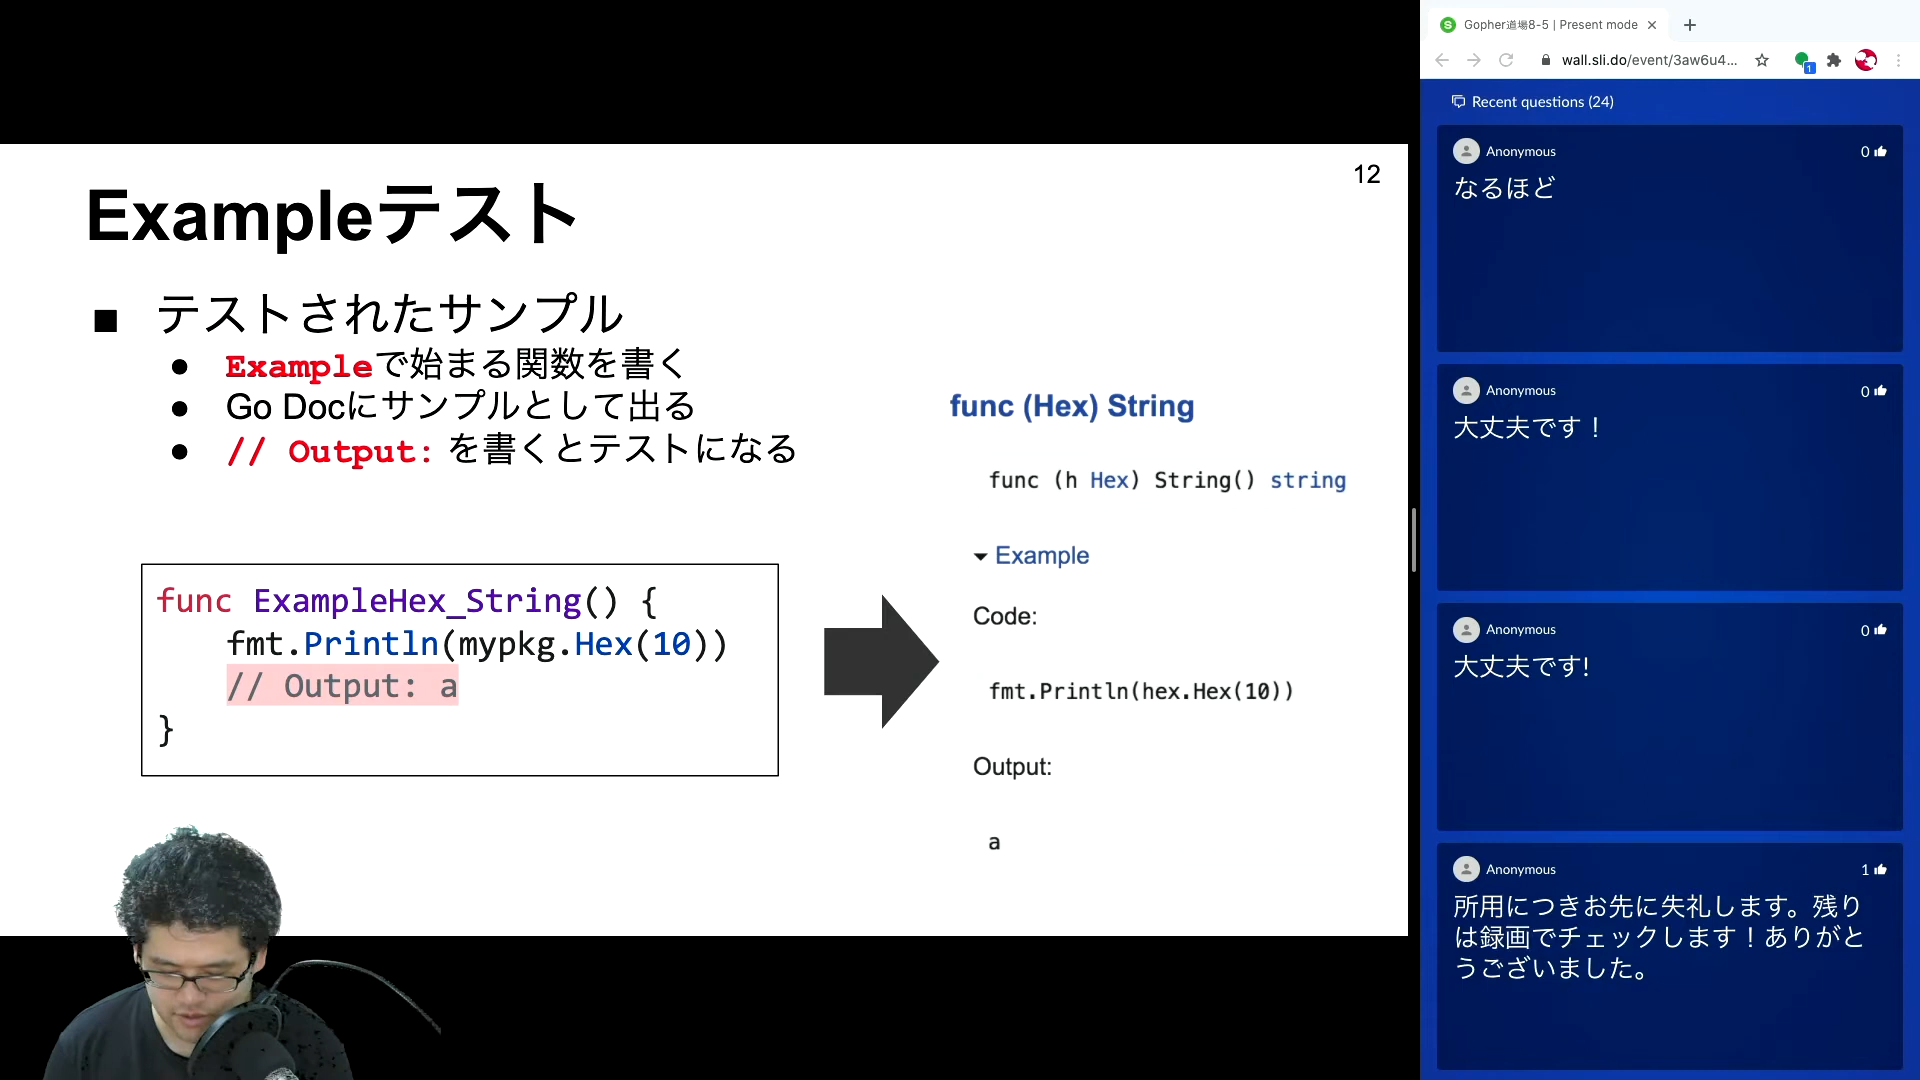 12
Exampleテスト
■ テストされたサンプル
● Exampleで始まる関数を書く
● Go Docにサンプルとして出る
● // Output: を書くとテストになる
func ExampleHex_String() {
fmt.Println(mypkg.Hex(10))
// Output: a
}
func (Hex) String
func (h Hex) String() string
Example
Code:
fmt.Println(hex.Hex(10))
Output:
a
Gopher道場8-5 | Present mode
wall.sli.do/event/3aw6u4...
1
Recent questions (24)
Anonymous 0
なるほど
Anonymous 0
大丈夫です！
Anonymous 0
大丈夫です!
Anonymous 1
所用につきお先に失礼します。残り
は録画でチェックします！ありがと
うございました。